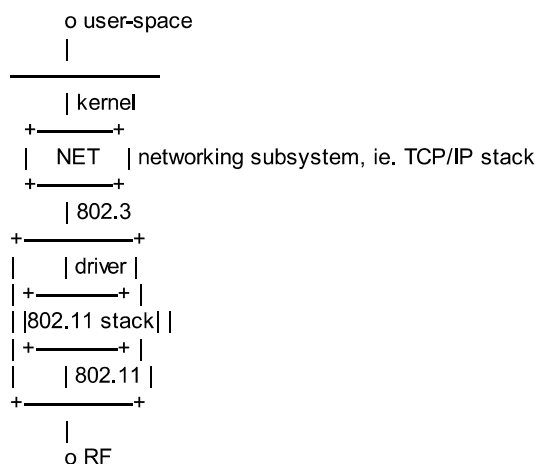 o user-space
|
| kernel
+————+
| NET | networking subsystem, ie. TCP/IP stack
+————+
| 802.3
+—————+
| | driver |
| +————+ |
| |802.11 stack| |
| +————+ |
| | 802.11 |
+—————+
|
o RF